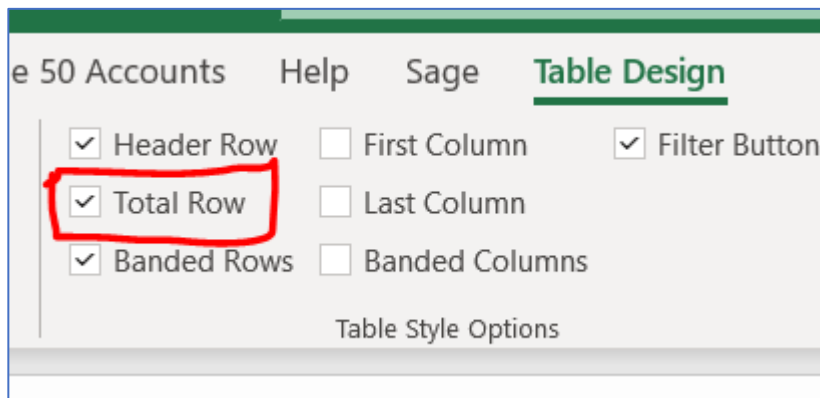 e 50 Accounts Help Sage Table Design
Header Row First Column Filter Button
Total Row Last Column
Banded Rows Banded Columns
Table Style Options